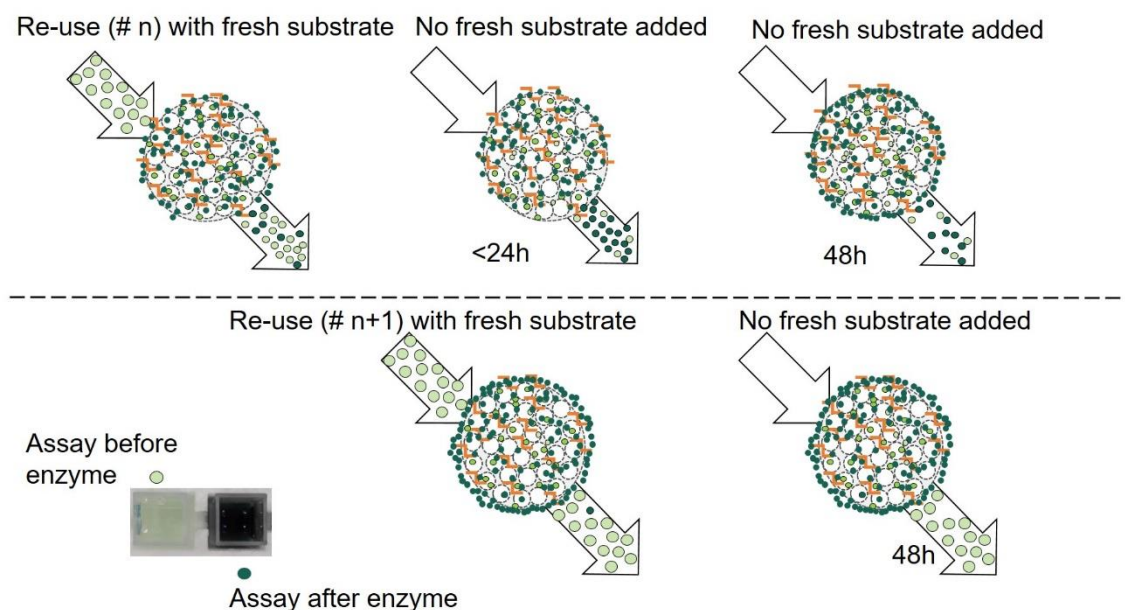 Re-use (# n) with fresh substrate
No fresh substrate added
No fresh substrate added
<24h
48h
Re-use (# n+1) with fresh substrate
No fresh substrate added
Assay before
enzyme
48h
Assay after enzyme